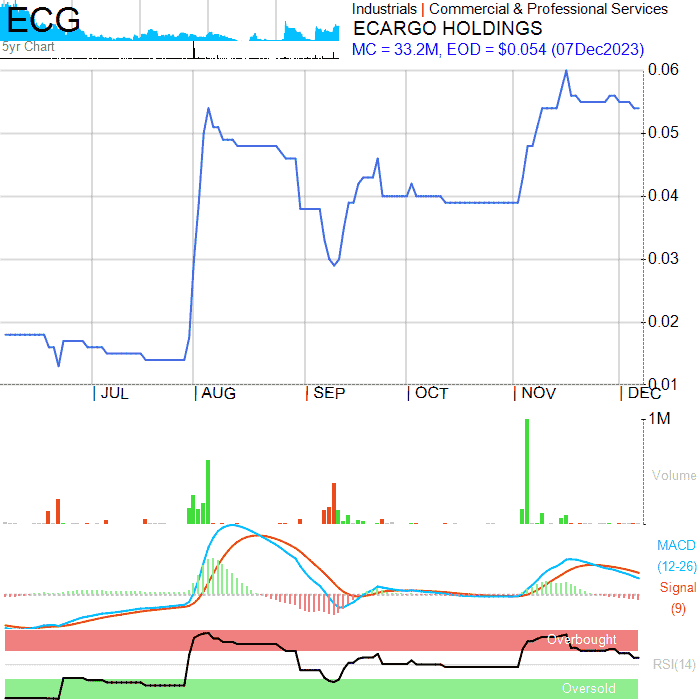 ECG
5yr Chart
Industrials | Commercial & Professional Services
ECARGO HOLDINGS
MC = 33.2M, EOD = $0.054 (07Dec2023)
0.06
0.05
0.04
0.03
0.02
0.01
JUL AUG SEP OCT NOV DEC
1M
Volume
MACD
(12-26)
Signal
(9)
Overbought
RSI(14)
Oversold